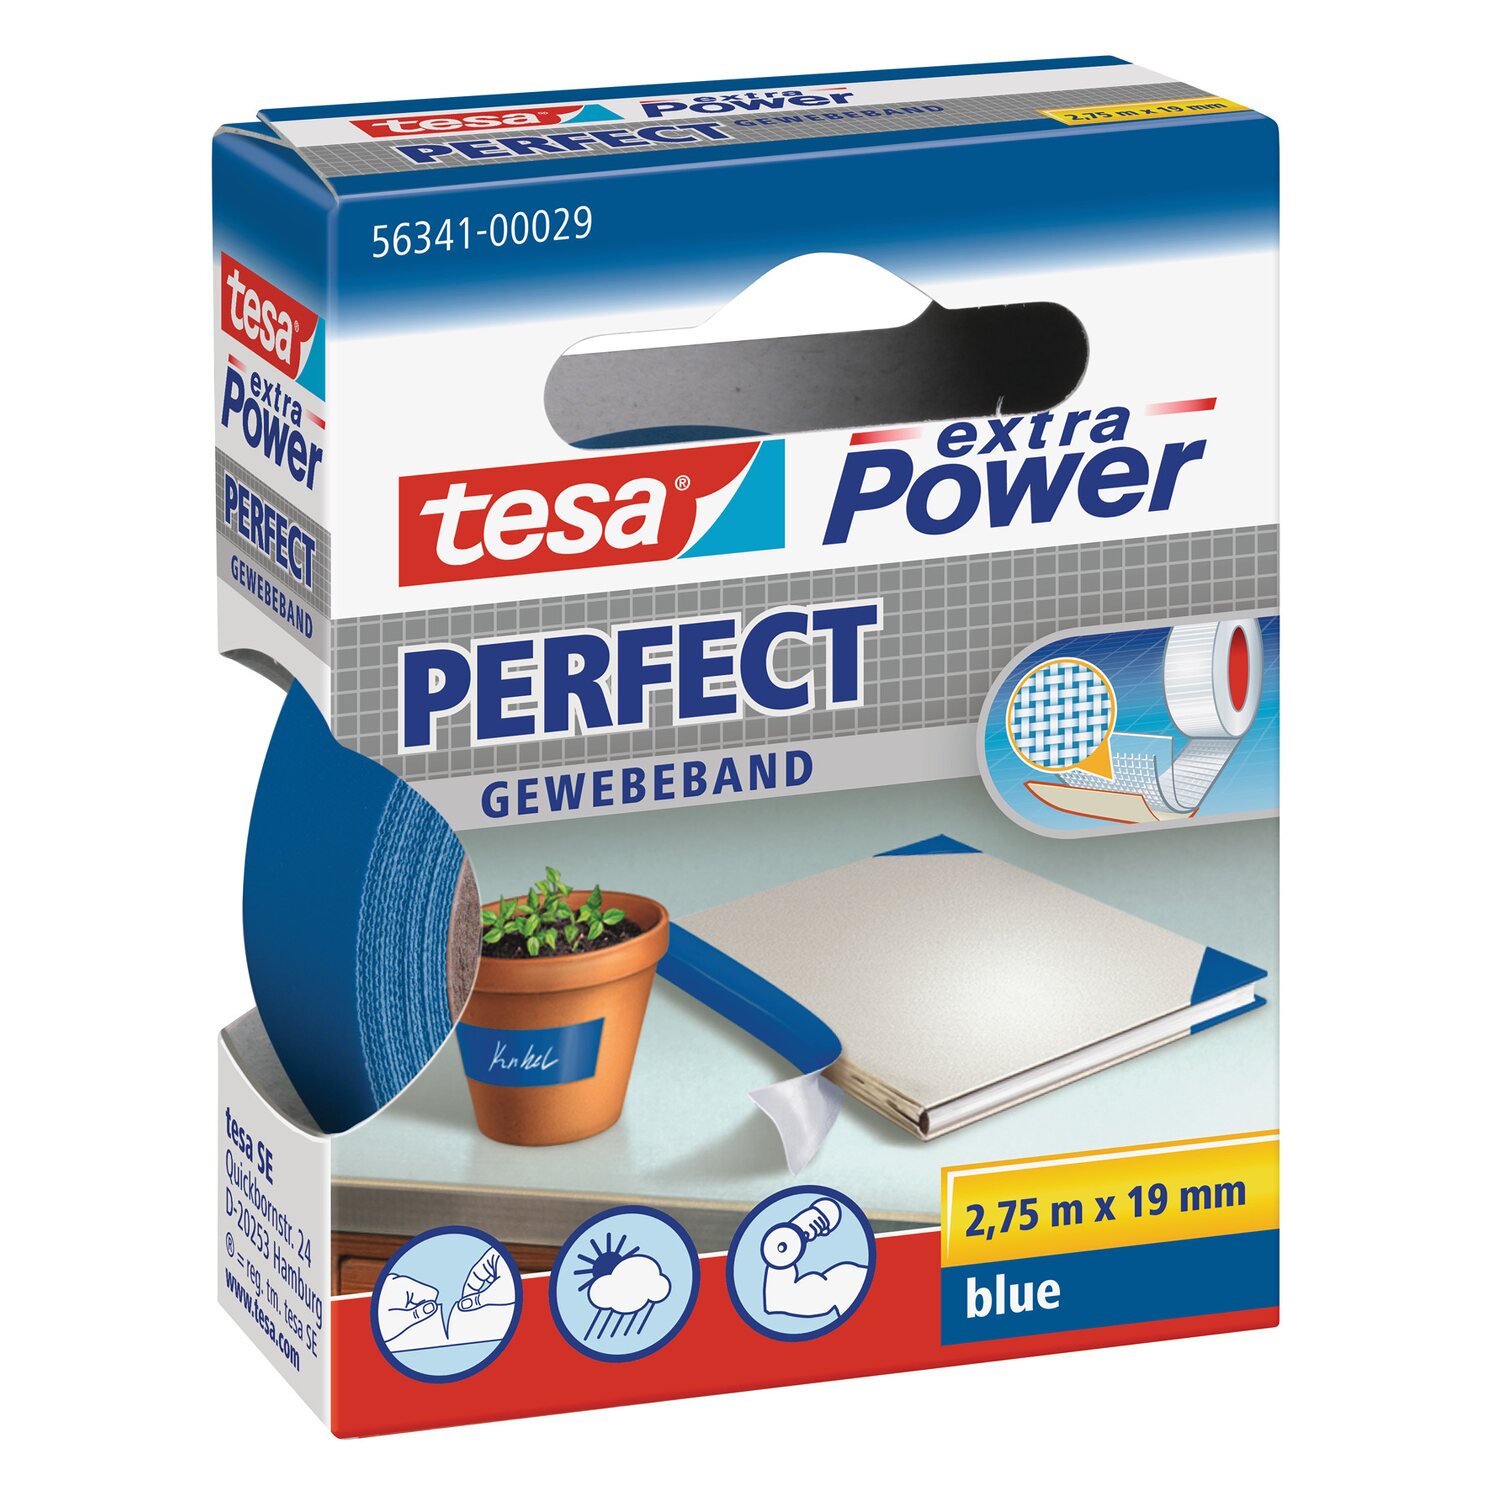 tesa® extra Power
PERFECT GEWEBEBAND
2,75 m x 19 mm
56341-00029
tesa®
extra
Power
PERFECT
GEWEBEBAND
tesa®
extra
Power
PERFECT
GEWEBEBAND
2,75 m x 19 mm
blue
tesa SE
Quickbornstr. 24
D-20253 Hamburg
® = reg. tm. tesa SE
www.tesa.com